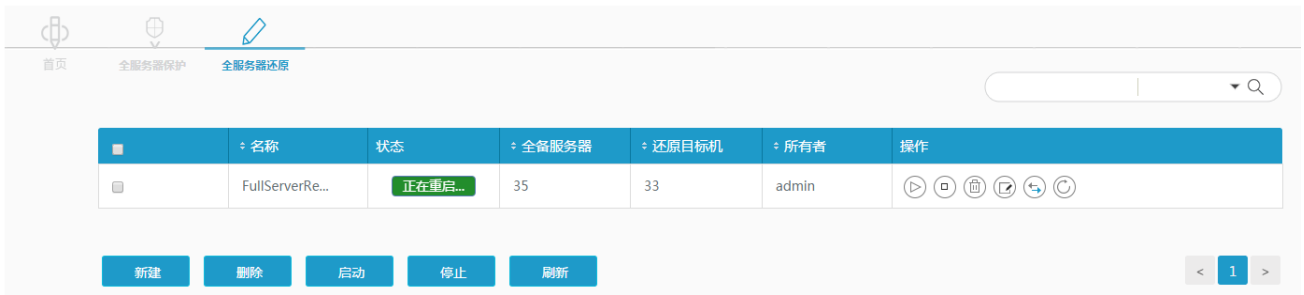 首页 全服务器保护 全服务器还原
名称 状态 全备服务器 还原目标机 所有者 操作
FullServerRe... 正在重启... 35 33 admin
新建 删除 启动 停止 刷新 < 1 >